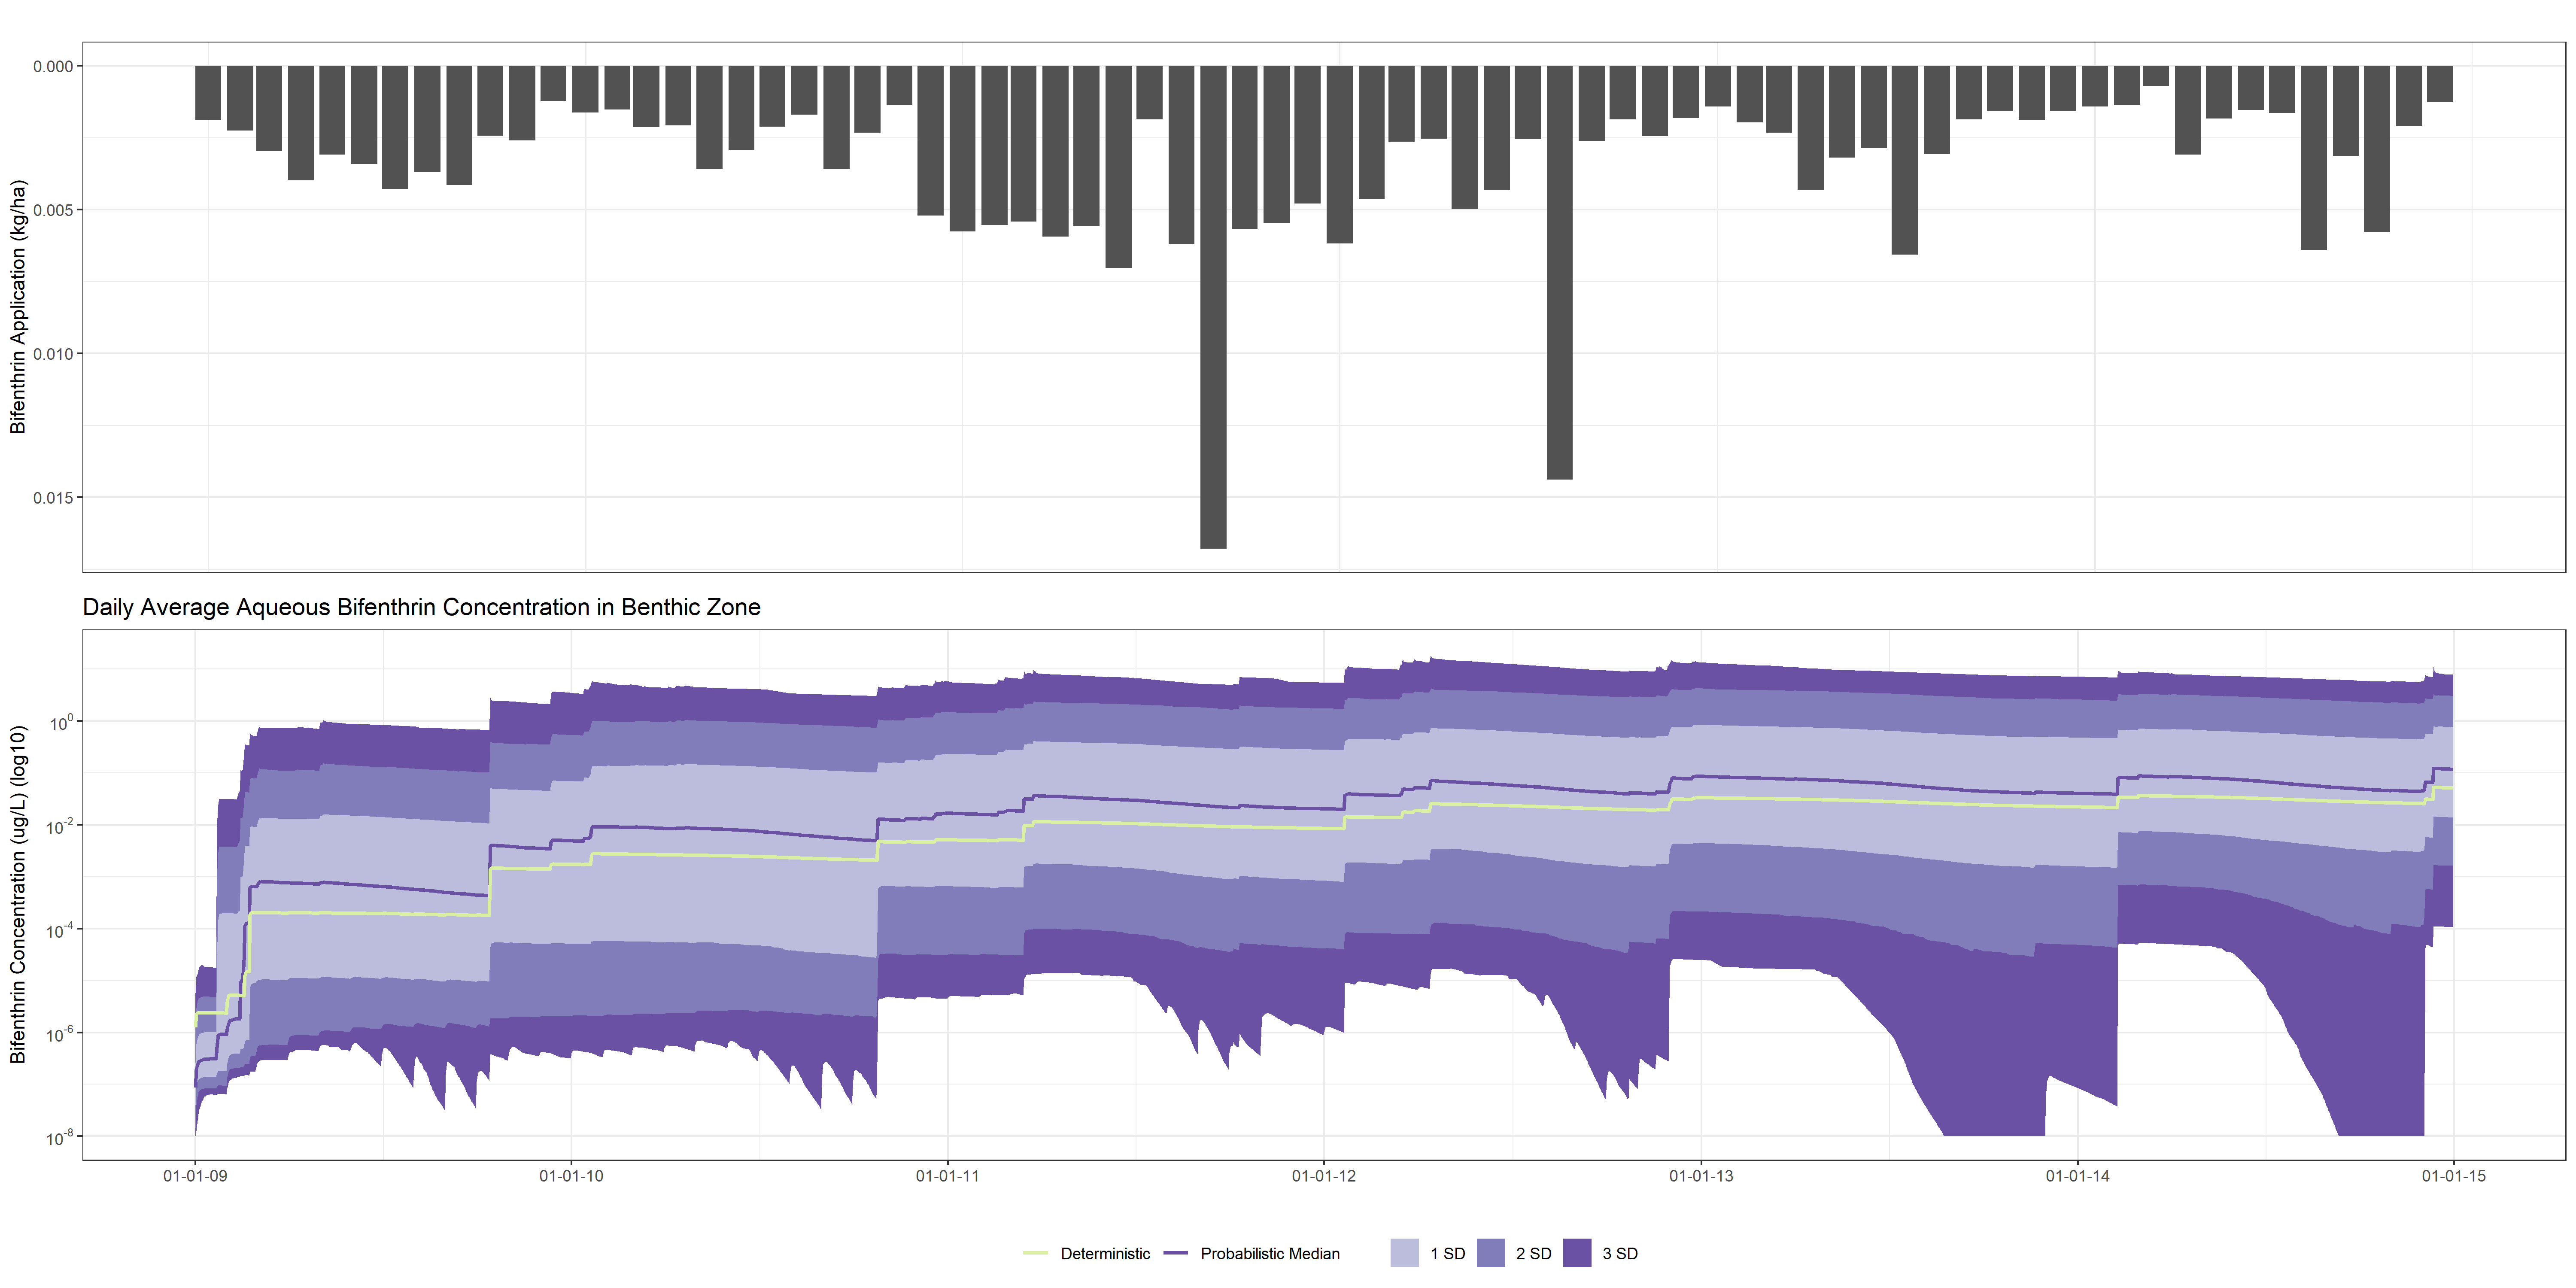 Bifenthrin Application (kg/ha)
0.000
0.005
0.010
0.015
Daily Average Aqueous Bifenthrin Concentration in Benthic Zone
Bifenthrin Concentration (ug/L) (log10)
10^0
10^-2
10^-4
10^-6
10^-8
01-01-09 01-01-10 01-01-11 01-01-12 01-01-13 01-01-14 01-01-15
Deterministic Probabilistic Median 1 SD 2 SD 3 SD